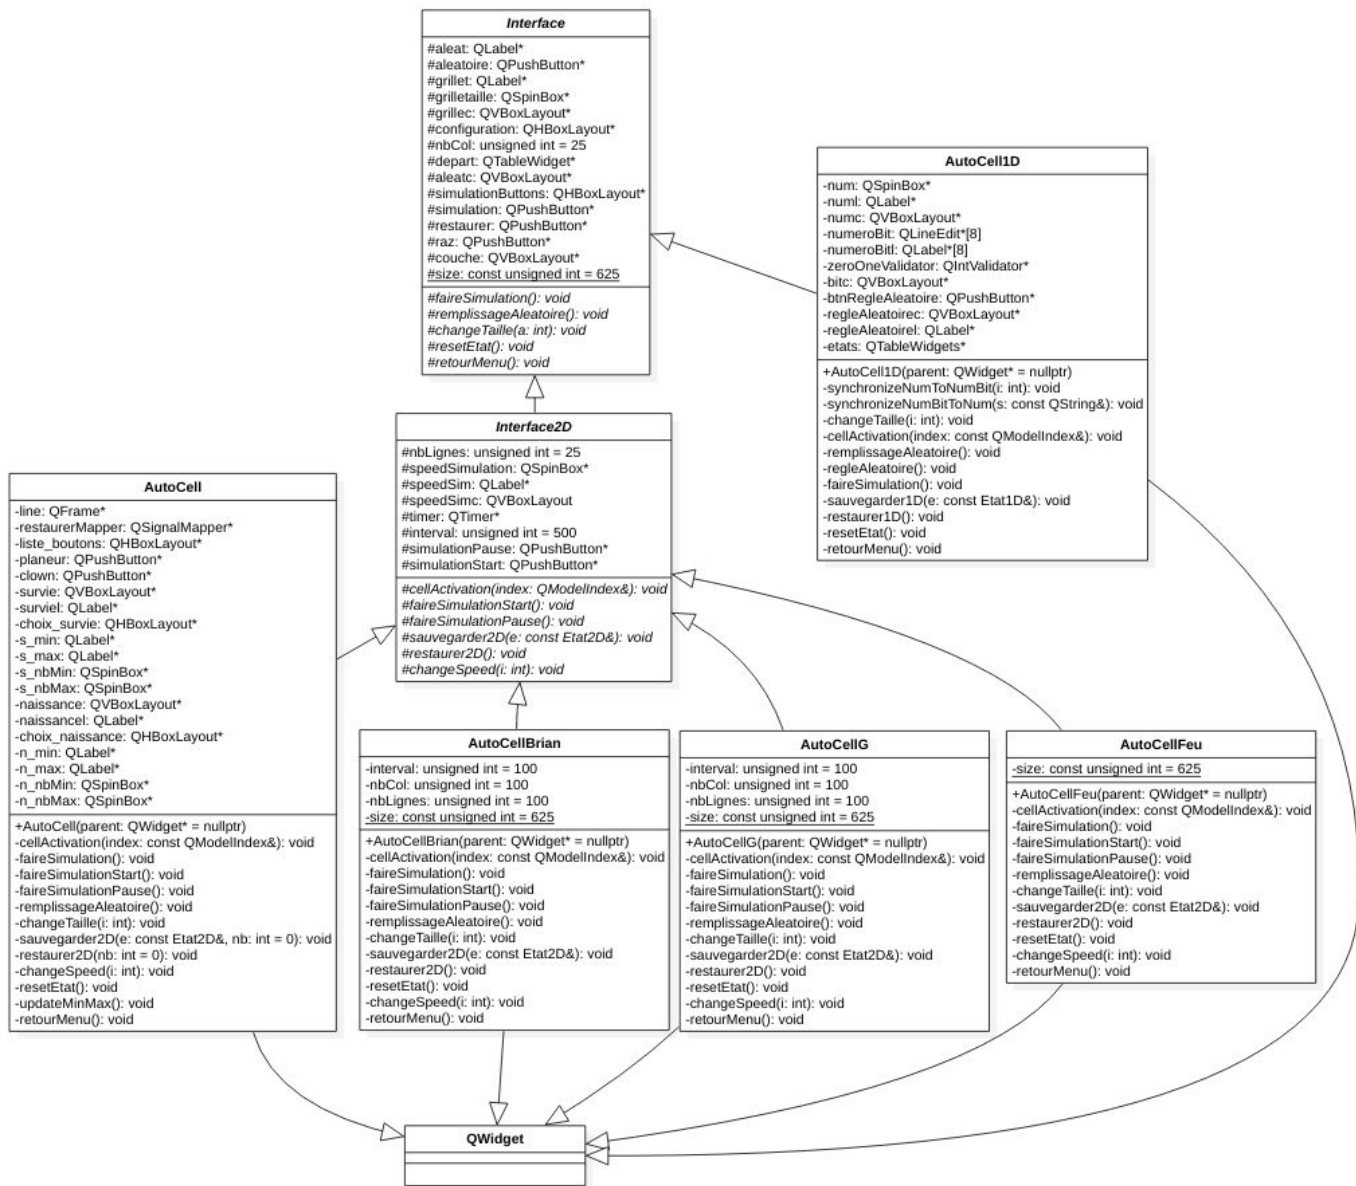 Interface
#aleat: QLabel*
#aleatoire: QPushButton*
#grillet: QLabel*
#grilletaille: QSpinBox*
#grillec: QVBoxLayout*
#configuration: QHBoxLayout*
#nbCol: unsigned int = 25
#depart: QTableWidget*
#aleatc: QVBoxLayout*
#simulationButtons: QHBoxLayout*
#simulation: QPushButton*
#restaurer: QPushButton*
#raz: QPushButton*
#couche: QVBoxLayout*
#size: const unsigned int = 625
#faireSimulation(): void
#remplissageAleatoire(): void
#changeTaille(a: int): void
#resetEtat(): void
#retourMenu(): void
AutoCell1D
-num: QSpinBox*
-numl: QLabel*
-numc: QVBoxLayout*
-numeroBit: QLineEdit*[8]
-numeroBitl: QLabel*[8]
-zeroOneValidator: QIntValidator*
-bitc: QVBoxLayout*
-btnRegleAleatoire: QPushButton*
-regleAleatoirec: QVBoxLayout*
-regleAleatoirel: QLabel*
-etats: QTableWidgets*
+AutoCell1D(parent: QWidget* = nullptr)
-synchronizeNumToNumBit(i: int): void
-synchronizeNumBitToNum(s: const QString&): void
-changeTaille(i: int): void
-cellActivation(index: const QModelIndex&): void
-remplissageAleatoire(): void
-regleAleatoire(): void
-faireSimulation(): void
-sauvegarder1D(e: const Etat1D&): void
-restaurer1D(): void
-resetEtat(): void
-retourMenu(): void
Interface2D
#nbLignes: unsigned int = 25
#speedSimulation: QSpinBox*
#speedSim: QLabel*
#speedSimc: QVBoxLayout
#timer: QTimer*
#interval: unsigned int = 500
#simulationPause: QPushButton*
#simulationStart: QPushButton*
#cellActivation(index: QModelIndex&): void
#faireSimulationStart(): void
#faireSimulationPause(): void
#sauvegarder2D(e: const Etat2D&): void
#restaurer2D(): void
#changeSpeed(i: int): void
AutoCell
-line: QFrame*
-restaurerMapper: QSignalMapper*
-liste_boutons: QHBoxLayout*
-planeur: QPushButton*
-clown: QPushButton*
-survie: QVBoxLayout*
-surviel: QLabel*
-choix_survie: QHBoxLayout*
-s_min: QLabel*
-s_max: QLabel*
-s_nbMin: QSpinBox*
-s_nbMax: QSpinBox*
-naissance: QVBoxLayout*
-naissancel: QLabel*
-choix_naissance: QHBoxLayout*
-n_min: QLabel*
-n_max: QLabel*
-n_nbMin: QSpinBox*
-n_nbMax: QSpinBox*
+AutoCell(parent: QWidget* = nullptr)
-cellActivation(index: const QModelIndex&): void
-faireSimulation(): void
-faireSimulationStart(): void
-faireSimulationPause(): void
-remplissageAleatoire(): void
-changeTaille(i: int): void
-sauvegarder2D(e: const Etat2D&, nb: int = 0): void
-restaurer2D(nb: int = 0): void
-changeSpeed(i: int): void
-resetEtat(): void
-updateMinMax(): void
-retourMenu(): void
AutoCellBrian
-interval: unsigned int = 100
-nbCol: unsigned int = 100
-nbLignes: unsigned int = 100
-size: const unsigned int = 625
+AutoCellBrian(parent: QWidget* = nullptr)
-cellActivation(index: const QModelIndex&): void
-faireSimulation(): void
-faireSimulationStart(): void
-faireSimulationPause(): void
-remplissageAleatoire(): void
-changeTaille(i: int): void
-sauvegarder2D(e: const Etat2D&): void
-restaurer2D(): void
-resetEtat(): void
-changeSpeed(i: int): void
-retourMenu(): void
AutoCellG
-interval: unsigned int = 100
-nbCol: unsigned int = 100
-nbLignes: unsigned int = 100
-size: const unsigned int = 625
+AutoCellG(parent: QWidget* = nullptr)
-cellActivation(index: const QModelIndex&): void
-faireSimulation(): void
-faireSimulationStart(): void
-faireSimulationPause(): void
-remplissageAleatoire(): void
-changeTaille(i: int): void
-sauvegarder2D(e: const Etat2D&): void
-restaurer2D(): void
-resetEtat(): void
-changeSpeed(i: int): void
-retourMenu(): void
AutoCellFeu
-size: const unsigned int = 625
+AutoCellFeu(parent: QWidget* = nullptr)
-cellActivation(index: const QModelIndex&): void
-faireSimulation(): void
-faireSimulationStart(): void
-faireSimulationPause(): void
-remplissageAleatoire(): void
-changeTaille(i: int): void
-sauvegarder2D(e: const Etat2D&): void
-restaurer2D(): void
-resetEtat(): void
-changeSpeed(i: int): void
-retourMenu(): void
QWidget